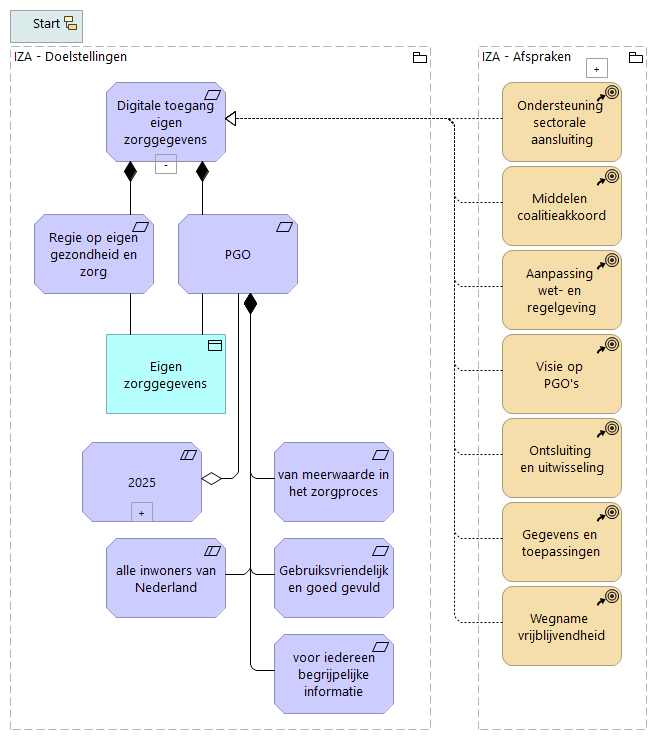 Start
IZA - Doelstellingen
Digitale toegang
eigen
zorggegevens
-
Regie op eigen
gezondheid en
zorg
PGO
Eigen
zorggegevens
2025
+
van meerwaarde in
het zorgproces
alle inwoners van
Nederland
Gebruiksvriendelijk
en goed gevuld
voor iedereen
begrijpelijke
informatie
IZA - Afspraken
+
Ondersteuning
sectorale
aansluiting
Middelen
coalitieakkoord
Aanpassing
wet- en
regelgeving
Visie op
PGO's
Ontsluiting
en uitwisseling
Gegevens en
toepassingen
Wegname
vrijblijvendheid